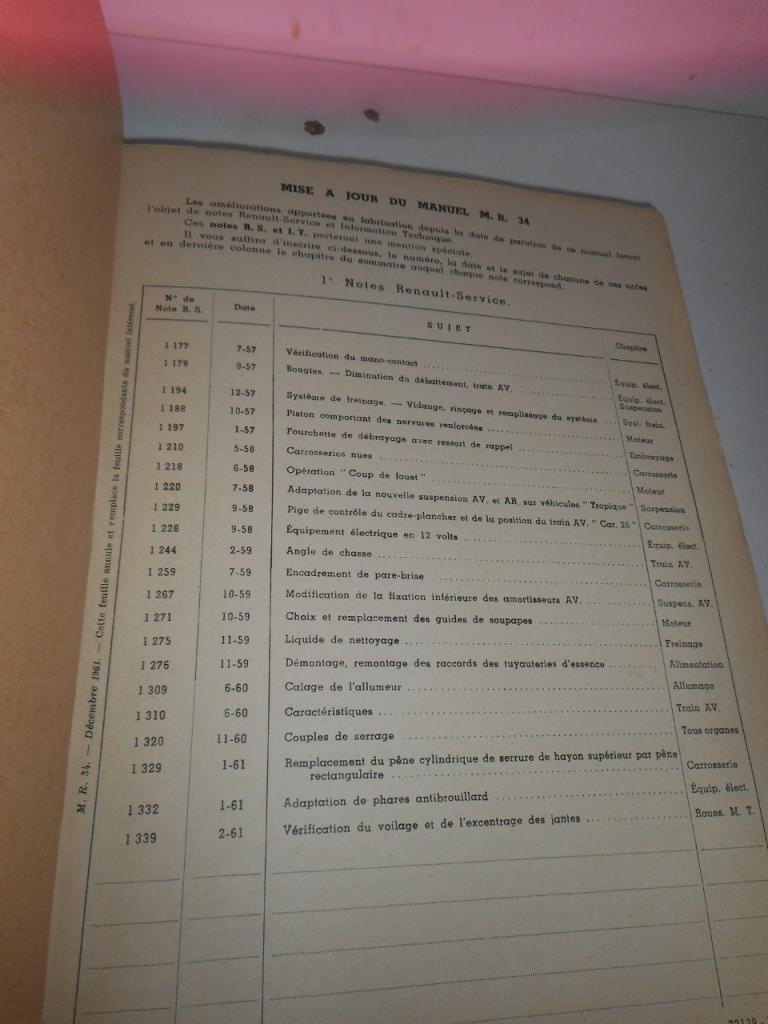 MISE A JOUR DU MANUEL M. R. 34
Les améliorations apportées en fabrication depuis la date de parution de ce manuel feront
l'objet de notes Renault-Service et Information Technique.
Ces notes R. S. et I. T. porteront une mention spéciale.
Il vous suffira d'inscrire ci-dessous, le numéro, la date et le sujet de chacune de ces notes
et en dernière colonne le chapitre du sommaire auquel chaque note correspond.
1° Notes Renault-Service.
N° de Note R. S. Date SUJET Chapitre
1 177 7-57 Vérification du mano-contact Équip. élect.
1 179 9-57 Bougies. — Diminution du débattement, train AV. Équip. élect. Suspension
1 194 12-57 Système de freinage. — Vidange, rinçage et remplissage du système Syst. frein.
1 188 10-57 Piston comportant des nervures renforcées Moteur
1 197 1-57 Fourchette de débrayage avec ressort de rappel Embrayage
1 210 5-58 Carrosseries nues Carrosserie
1 218 6-58 Opération " Coup de fouet " Moteur
1 220 7-58 Adaptation de la nouvelle suspension AV. et AR. sur véhicules " Tropique " Suspension
1 229 9-58 Pige de contrôle du cadre-plancher et de la position du train AV. " Car. 26 " Carrosserie
1 228 9-58 Équipement électrique en 12 volts Équip. élect.
1 244 2-59 Angle de chasse Train AV.
1 259 7-59 Encadrement de pare-brise Carrosserie
1 267 10-59 Modification de la fixation inférieure des amortisseurs AV. Suspens. AV.
1 271 10-59 Choix et remplacement des guides de soupapes Moteur
1 275 11-59 Liquide de nettoyage Freinage
1 276 11-59 Démontage, remontage des raccords des tuyauteries d'essence Alimentation
1 309 6-60 Calage de l'allumeur Allumage
1 310 6-60 Caractéristiques Train AV.
1 320 11-60 Couples de serrage Tous organes
1 329 1-61 Remplacement du pêne cylindrique de serrure de hayon supérieur par pêne
rectangulaire Carrosserie
1 332 1-61 Adaptation de phares antibrouillard Équip. élect.
1 339 2-61 Vérification du voilage et de l'excentrage des jantes Roues. M. T.
M. R. 34. — Décembre 1961. — Cette feuille annule et remplace la feuille correspondante du manuel intéressé.